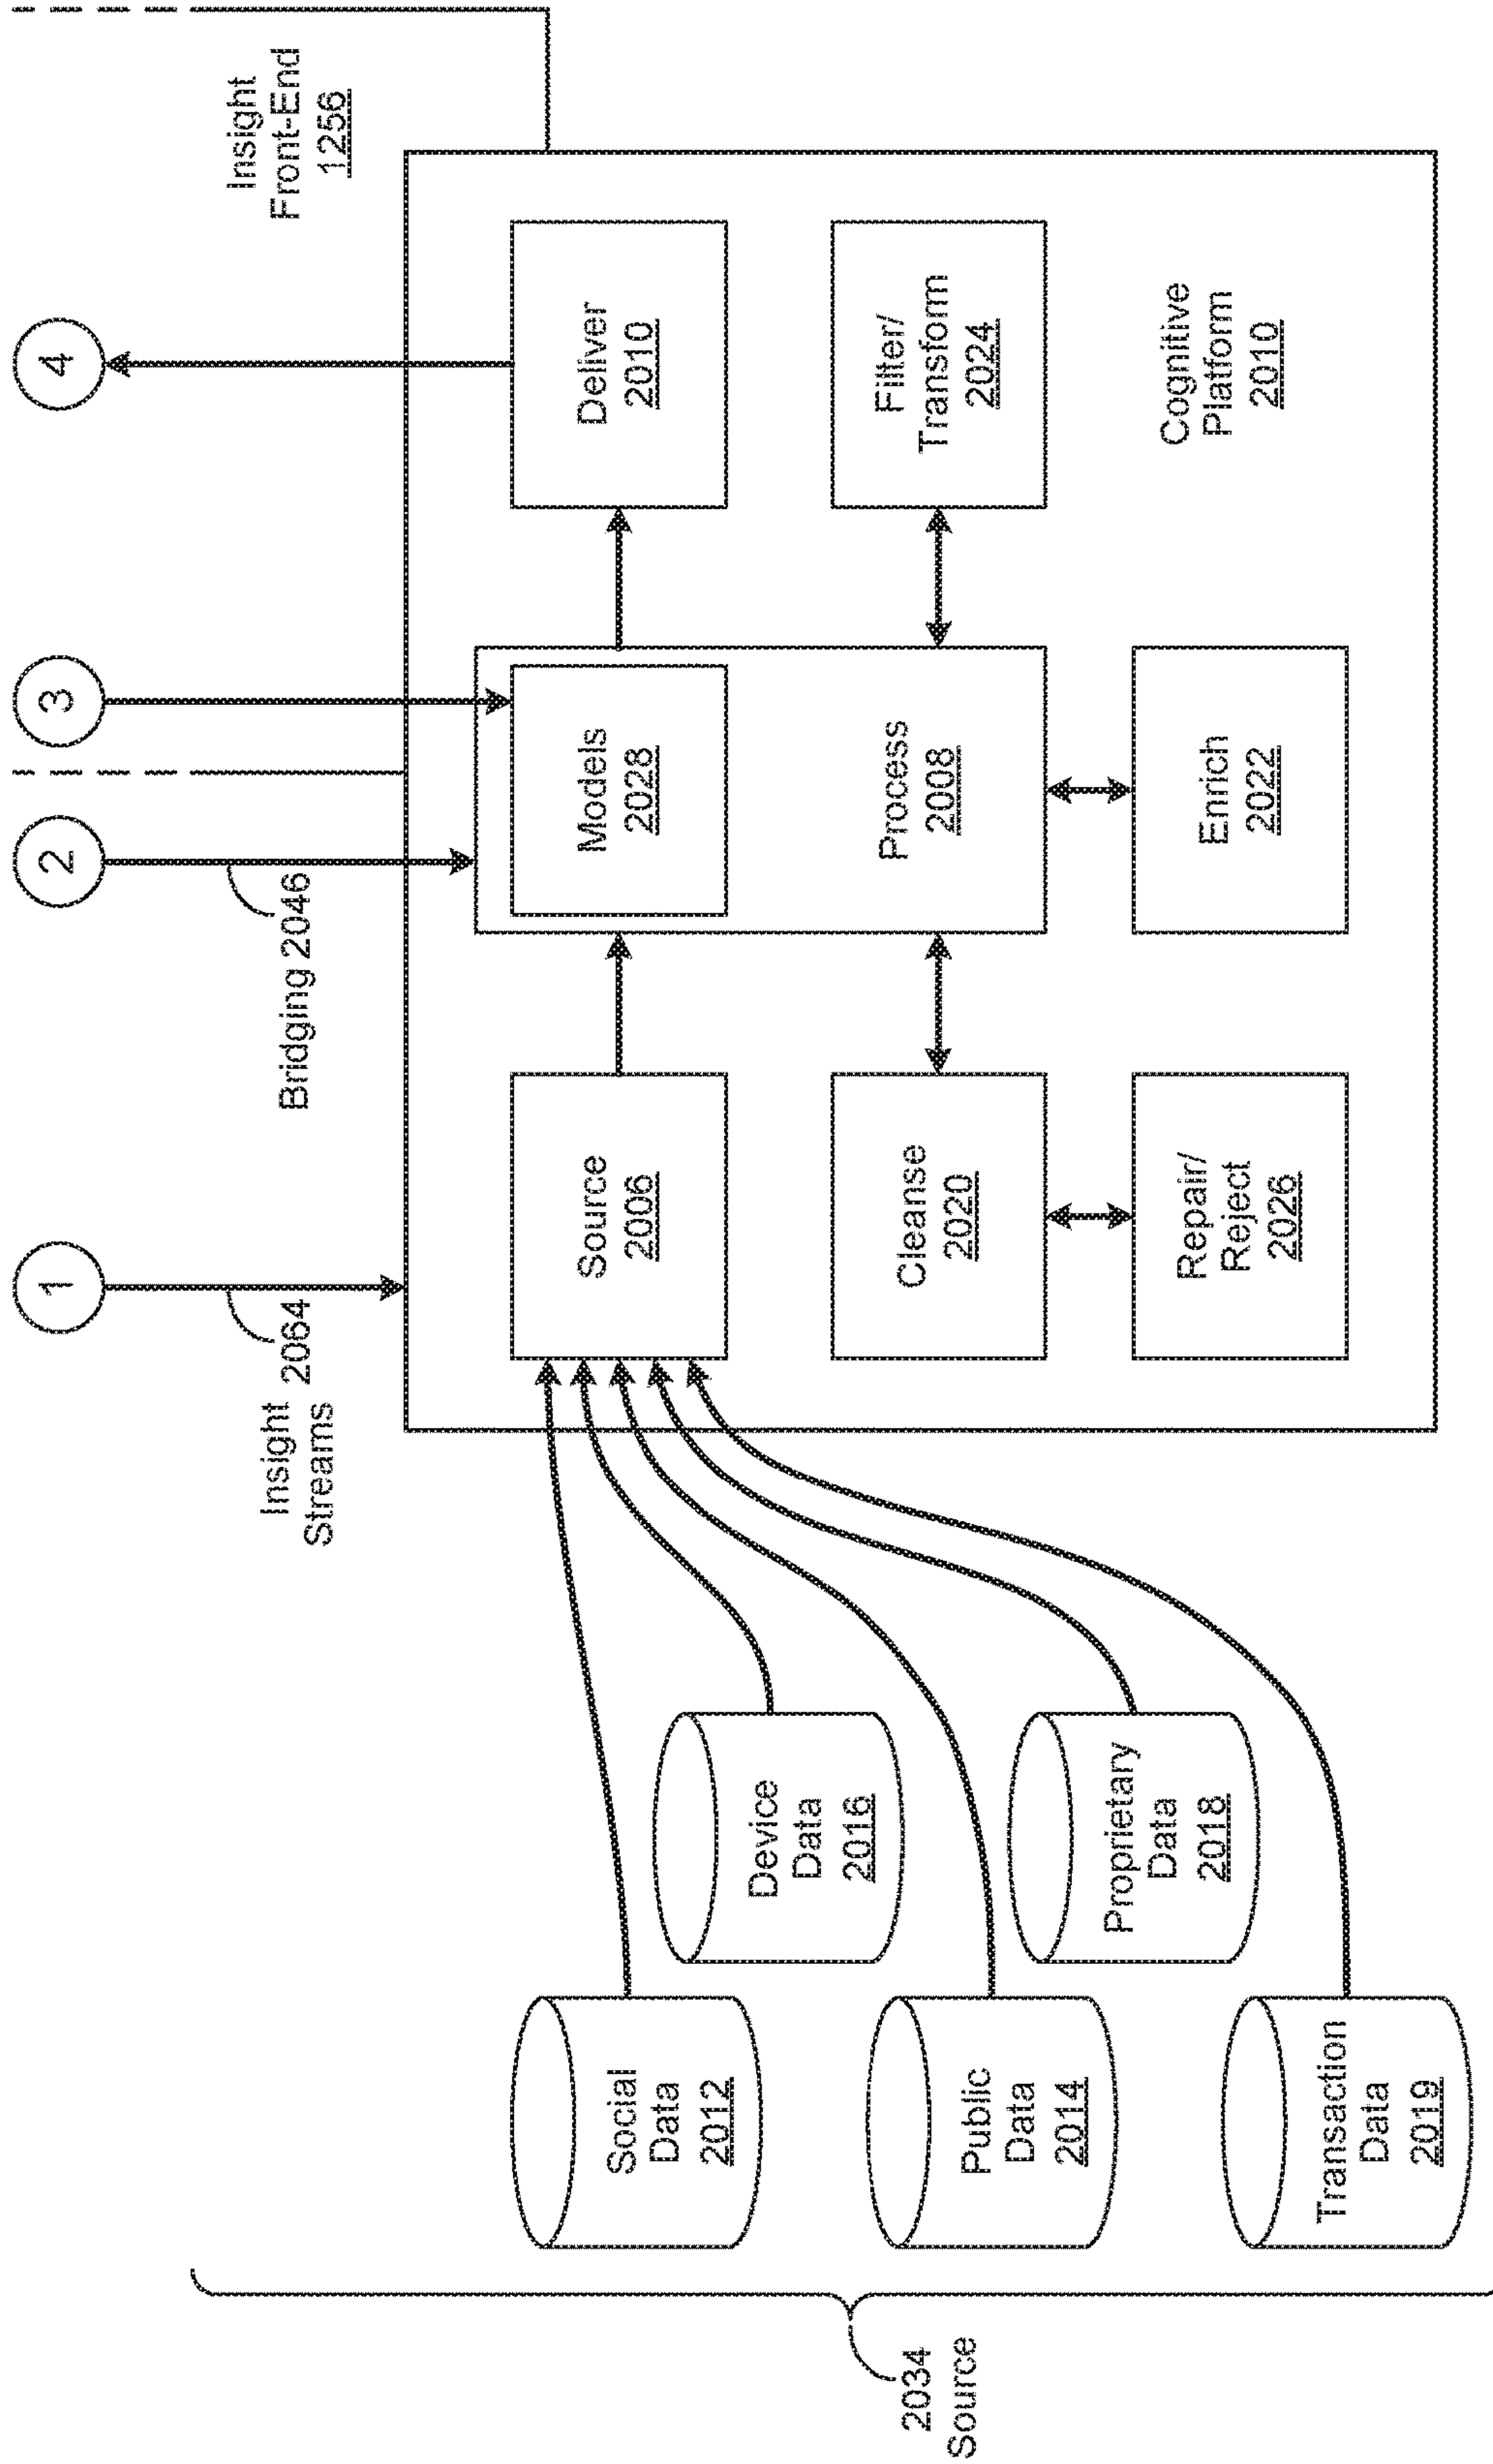 1
2
3
4
Insight
Front-End
1256
Insight
Streams
2064
Bridging 2046
Source
2006
Models
2028
Deliver
2010
Process
2008
Cleanse
2020
Filter/
Transform
2024
Repair/
Reject
2026
Enrich
2022
Cognitive
Platform
2010
Social
Data
2012
Device
Data
2016
Public
Data
2014
Proprietary
Data
2018
Transaction
Data
2019
2034
Source